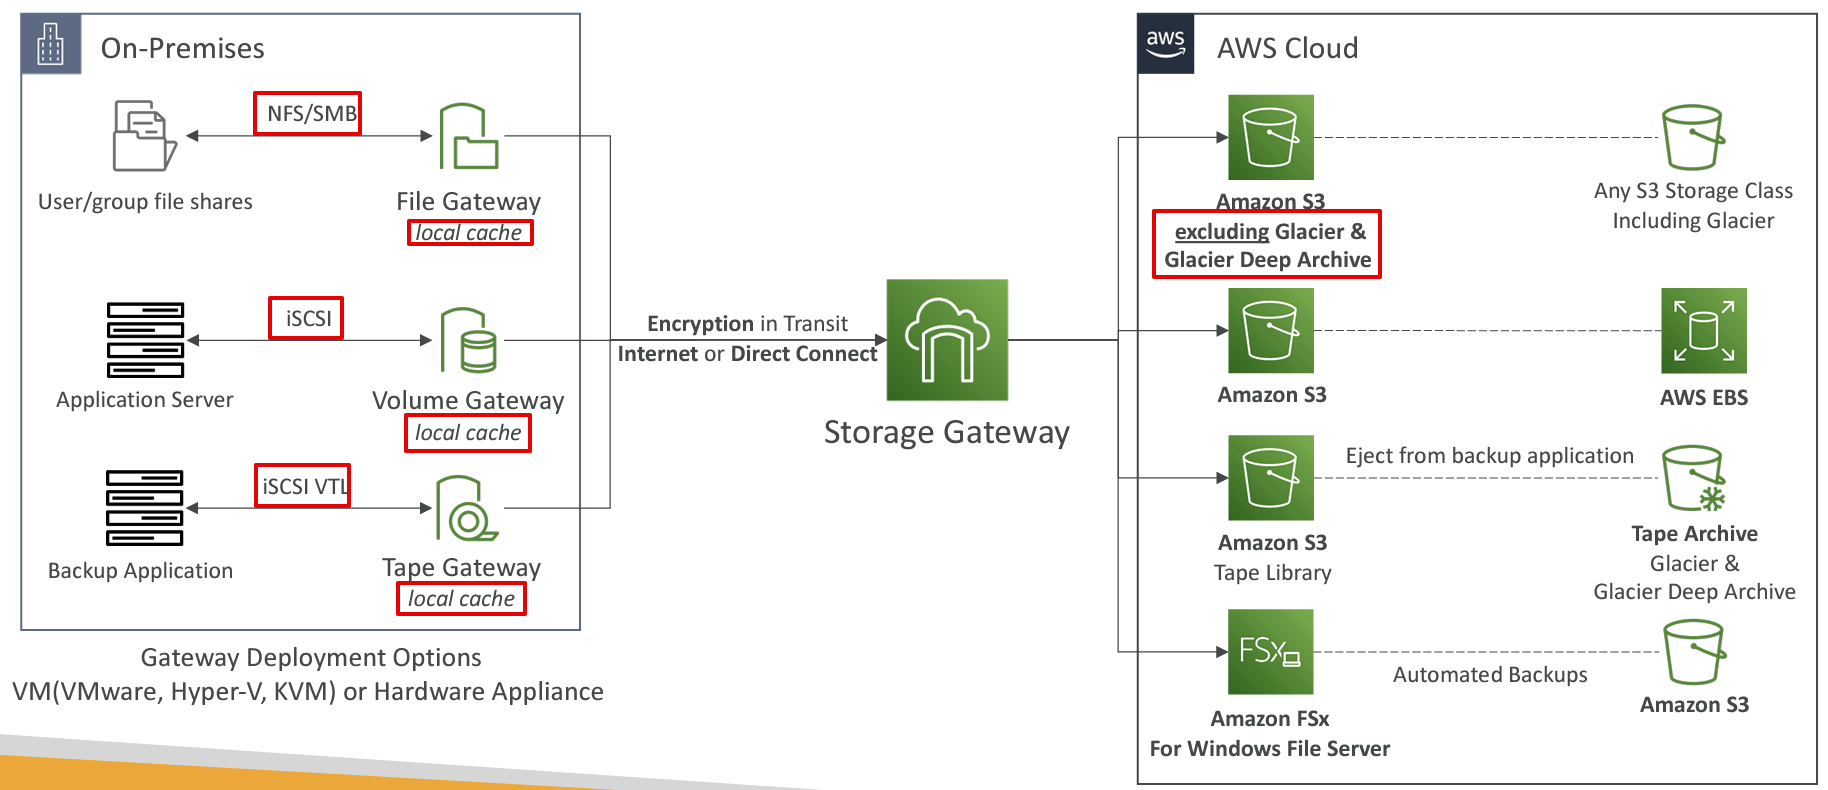 On-Premises
NFS/SMB
User/group file shares
File Gateway
local cache
iSCSI
Application Server
Volume Gateway
local cache
iSCSI VTL
Backup Application
Tape Gateway
local cache
Gateway Deployment Options
VM(VMware, Hyper-V, KVM) or Hardware Appliance
Encryption in Transit
Internet or Direct Connect
Storage Gateway
aws
AWS Cloud
Amazon S3
excluding Glacier &
Glacier Deep Archive
Any S3 Storage Class
Including Glacier
Amazon S3
AWS EBS
Amazon S3
Tape Library
Eject from backup application
Tape Archive
Glacier &
Glacier Deep Archive
FSx
Amazon FSx
For Windows File Server
Automated Backups
Amazon S3